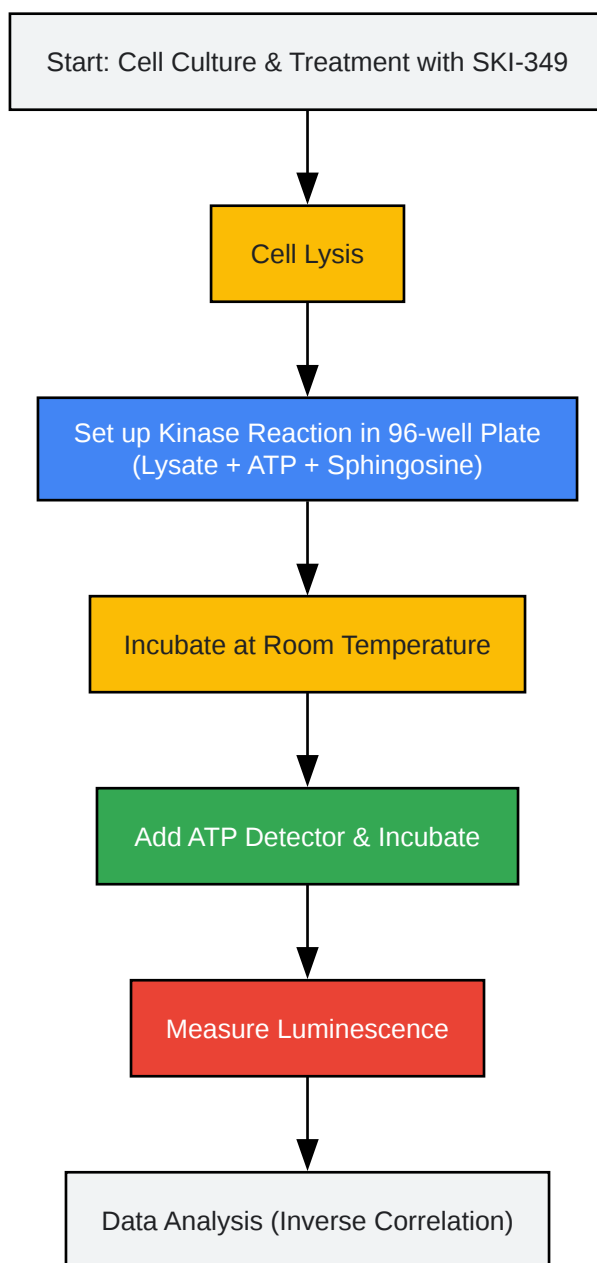 Start: Cell Culture & Treatment with SKI-349
Cell Lysis
Set up Kinase Reaction in 96-well Plate
(Lysate + ATP + Sphingosine)
Incubate at Room Temperature
Add ATP Detector & Incubate
Measure Luminescence
Data Analysis (Inverse Correlation)